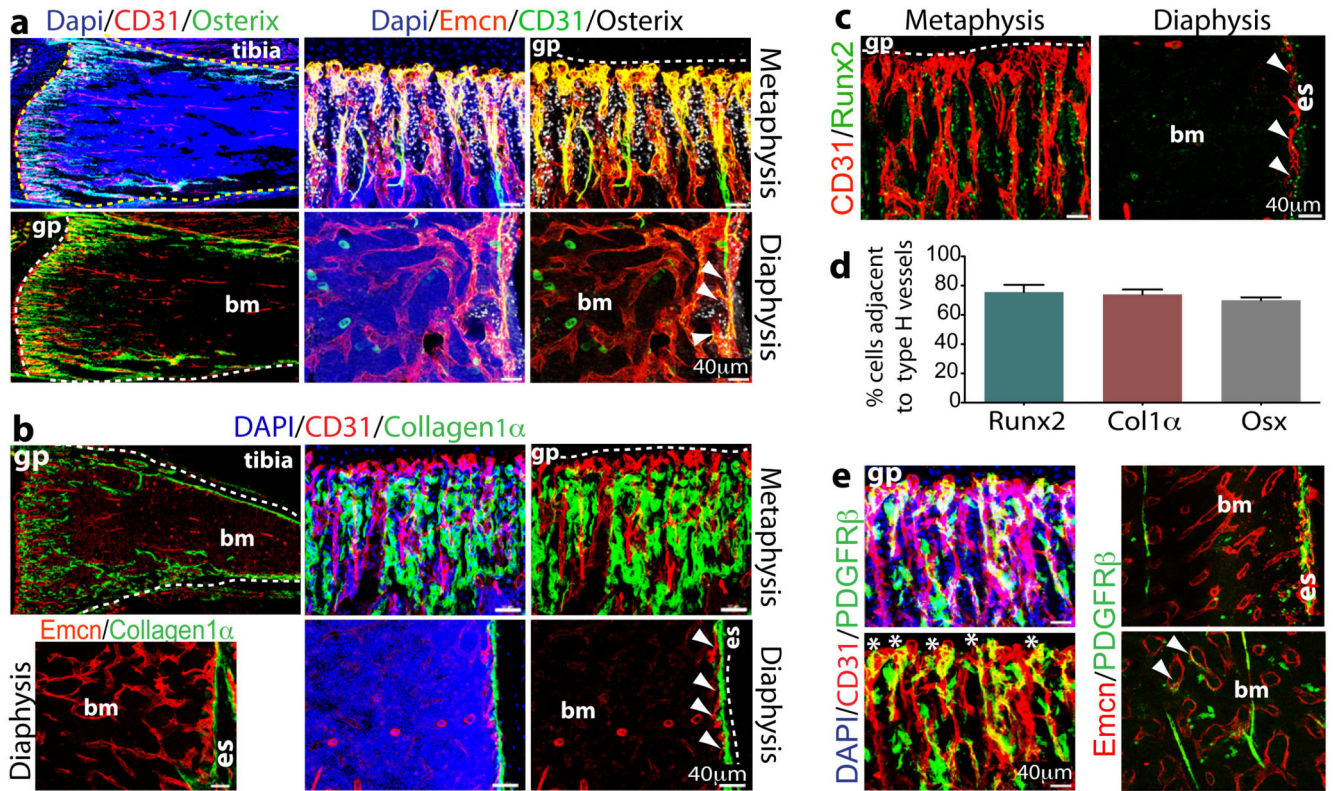 a
Dapi/CD31/Osterix
Dapi/Emcn/CD31/Osterix
tibia
gp
Metaphysis
gp
bm
bm
40μm
Diaphysis
b
DAPI/CD31/Collagen1α
gp
tibia
bm
gp
Metaphysis
Emcn/Collagen1α
Diaphysis
bm
es
bm
es
40μm
Diaphysis
c
Metaphysis
Diaphysis
CD31/Runx2
gp
bm
es
40μm
d
% cells adjacent
to type H vessels
100
80
60
40
20
0
Runx2
Col1α
Osx
e
DAPI/CD31/PDGFRβ
gp
* * * * *
40μm
Emcn/PDGFRβ
bm
es
bm